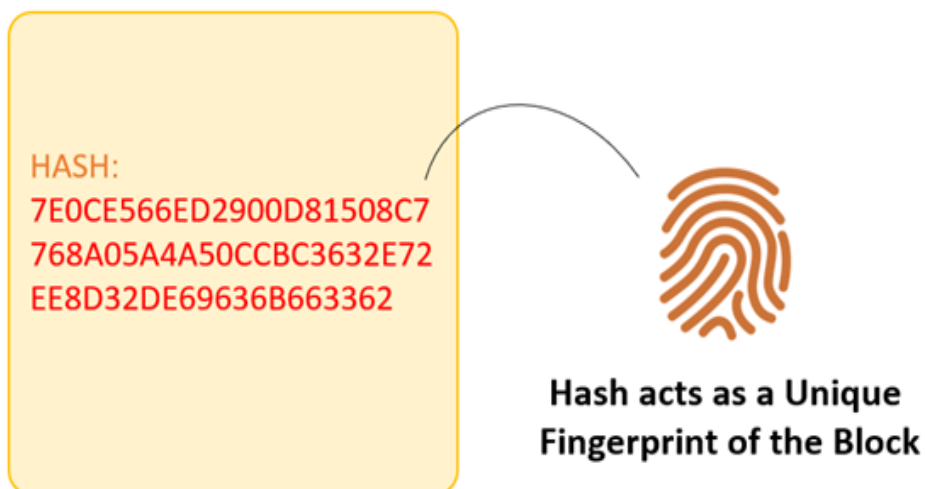 HASH:
7E0CE566ED2900D81508C7
768A05A4A50CCBC3632E72
EE8D32DE69636B663362
Hash acts as a Unique
Fingerprint of the Block